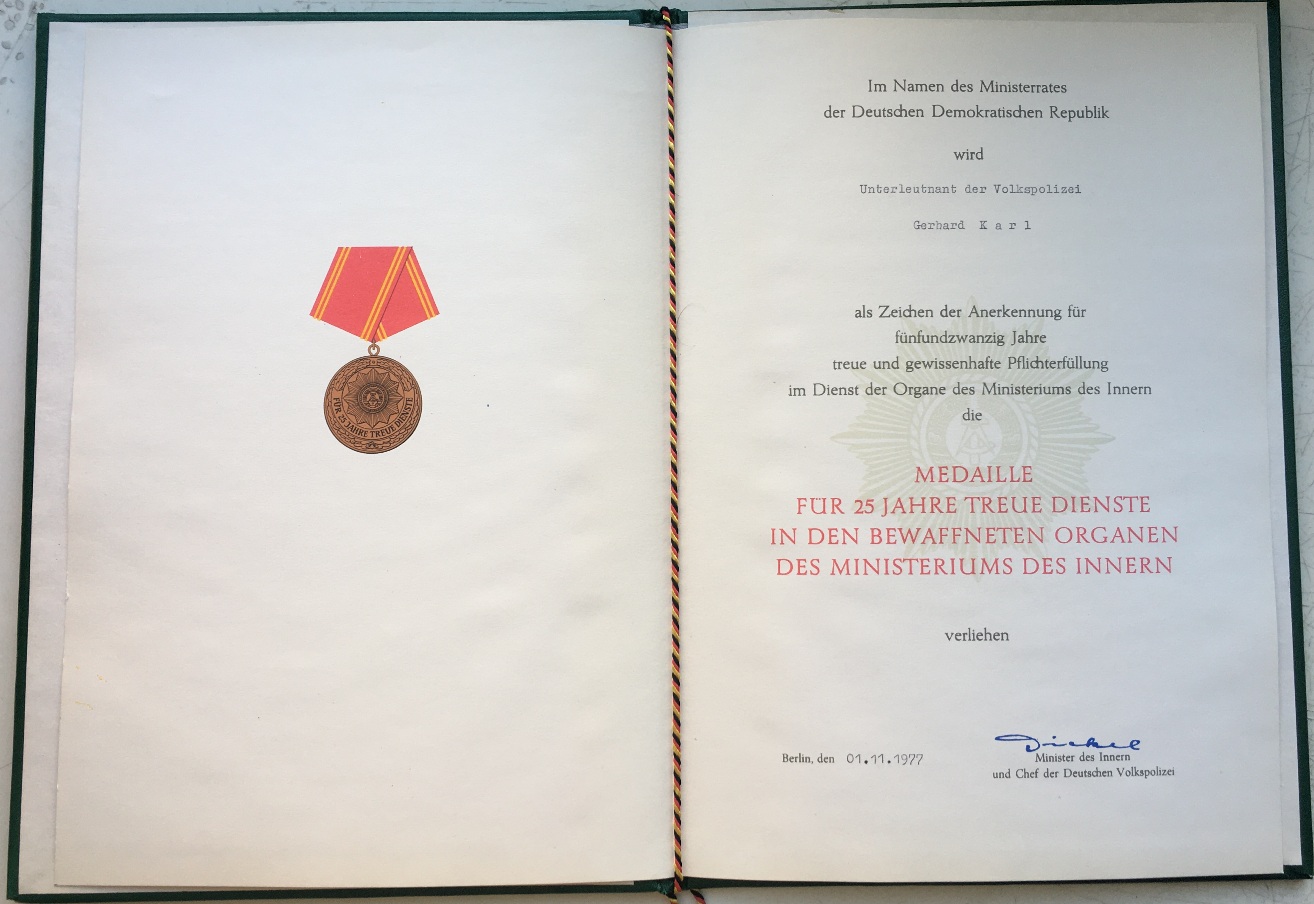 FÜR 25 JAHRE TREUE DIENSTE
Im Namen des Ministerrates
der Deutschen Demokratischen Republik
wird
Unterleutnant der Volkspolizei
Gerhard K a r l
als Zeichen der Anerkennung für
fünfundzwanzig Jahre
treue und gewissenhafte Pflichterfüllung
im Dienst der Organe des Ministeriums des Innern
die
MEDAILLE
FÜR 25 JAHRE TREUE DIENSTE
IN DEN BEWAFFNETEN ORGANEN
DES MINISTERIUMS DES INNERN
verliehen
Dickel
Berlin, den 01.11.1977
Minister des Innern
und Chef der Deutschen Volkspolizei